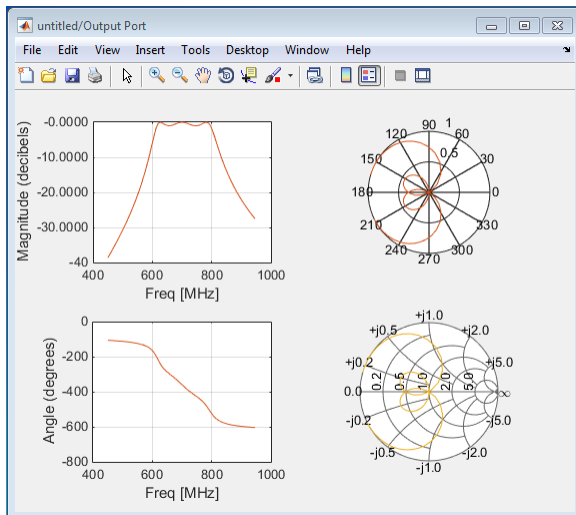 untitled/Output Port
File Edit View Insert Tools Desktop Window Help
-0.0000
-10.0000
-20.0000
-30.0000
-40
400 600 800 1000
Freq [MHz]
Magnitude (decibels)
90 1
120 60
0.5
150 30
180 0
210 330
240 300
270
0
-200
-400
-600
-800
400 600 800 1000
Freq [MHz]
Angle (degrees)
+j1.0
+j0.5 +j2.0
+j0.2 +j5.0
0.0 0.2 0.5 1.0 2.0 5.0 ∞
-j0.2 -j5.0
-j0.5 -j2.0
-j1.0